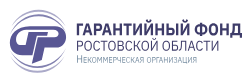 ГАРАНТИЙНЫЙ ФОНД
РОСТОВСКОЙ ОБЛАСТИ
Некоммерческая организация